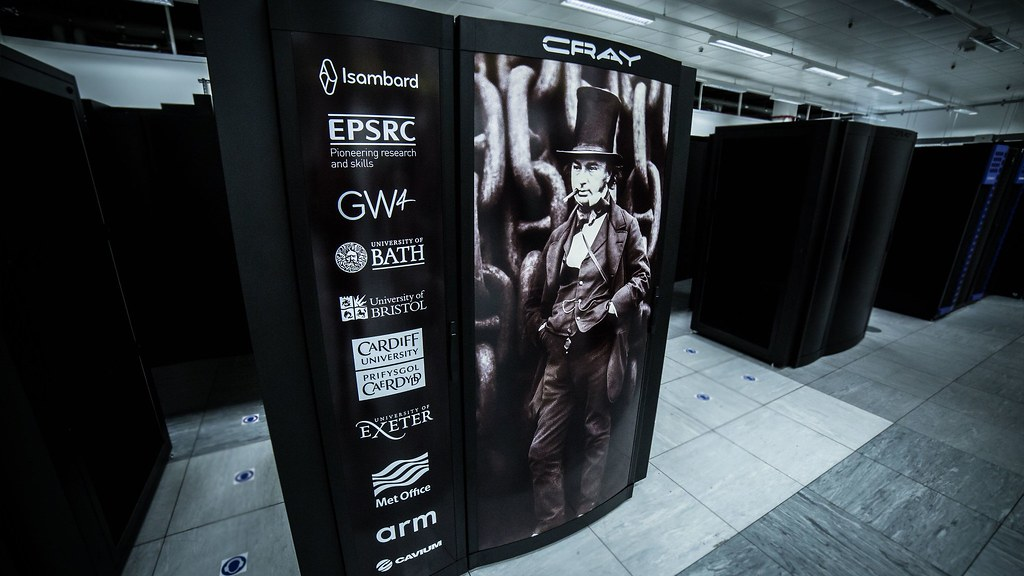 Isambard
EPSRC
Pioneering research
and skills
GW4
UNIVERSITY OF
BATH
University of
BRISTOL
CARDIFF
UNIVERSITY
PRIFYSGOL
CAERDYDD
UNIVERSITY OF
EXETER
Met Office
arm
CAVIUM
CRAY